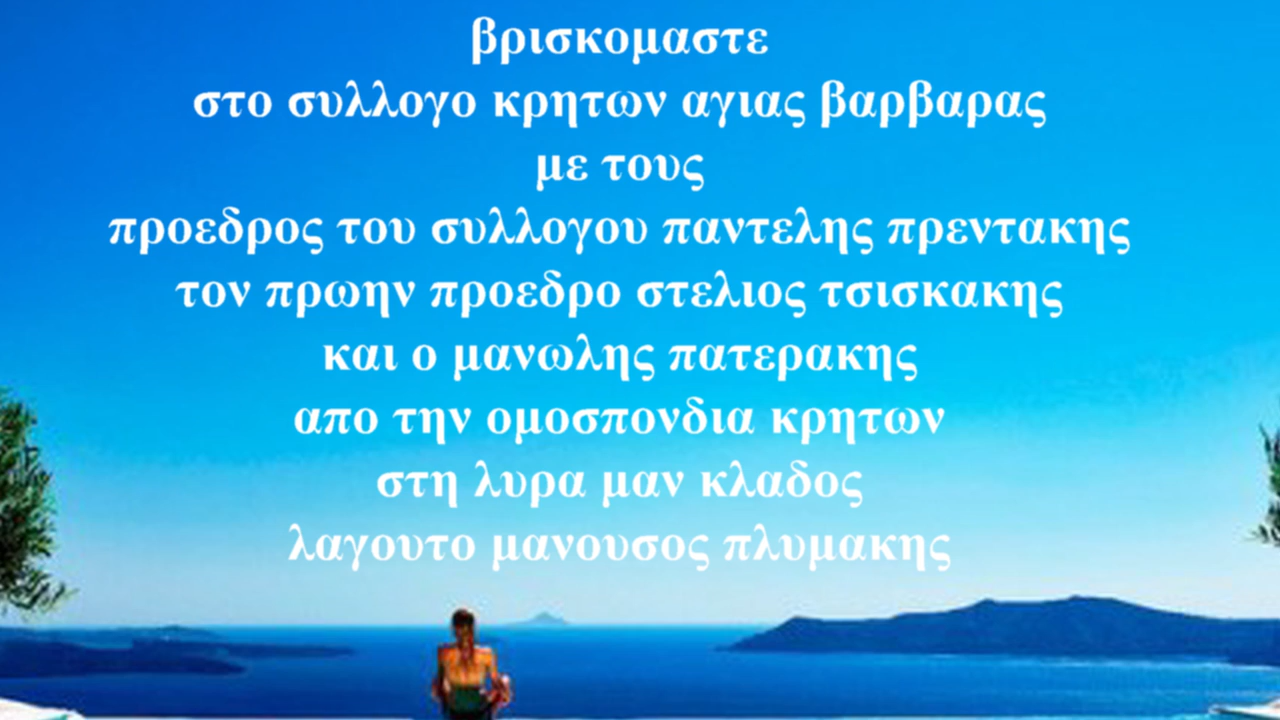 βρισκομαστε
στο συλλογο κρητων αγιας βαρβαρας
με τους
προεδρος του συλλογου παντελης πρεντακης
τον πρωην προεδρο στελιος τσισκακης
και ο μανωλης πατερακης
απο την ομοσπονδια κρητων
στη λυρα μαν κλαδος
λαγουτο μανουσος πλυμακης